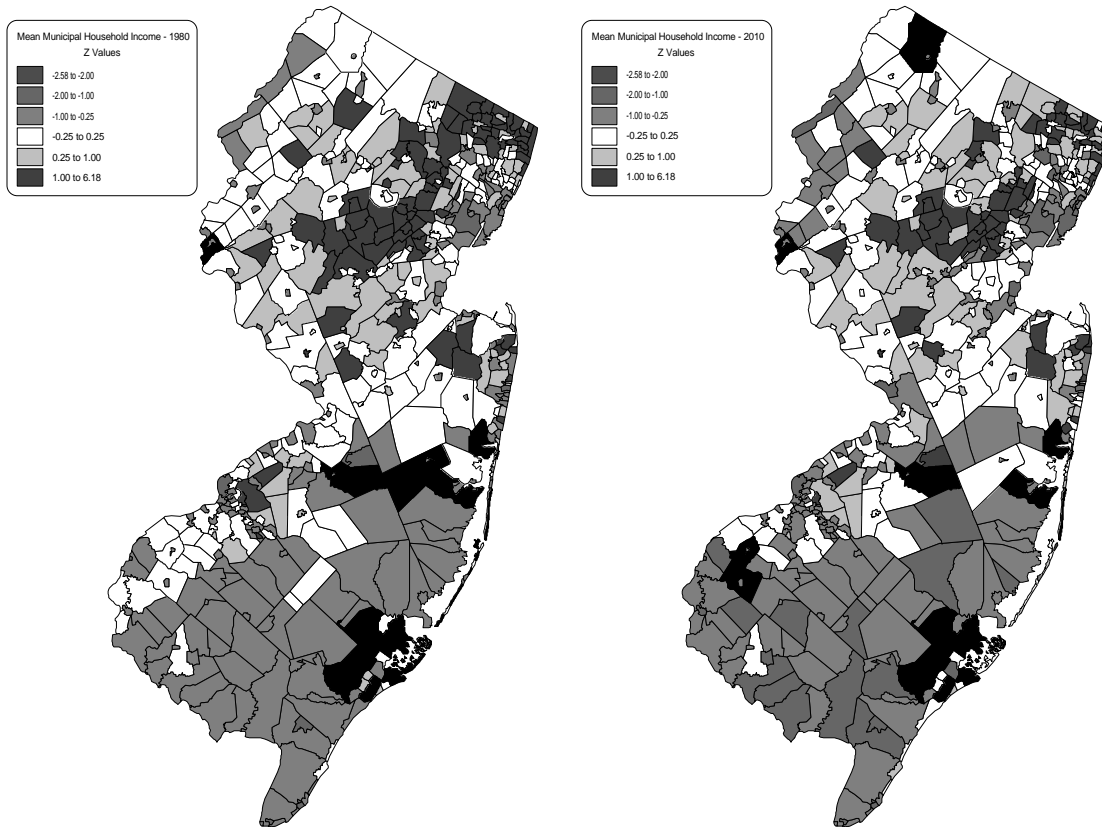 Mean Municipal Household Income - 1980
Z Values
-2.58 to -2.00
-2.00 to -1.00
-1.00 to -0.25
-0.25 to 0.25
0.25 to 1.00
1.00 to 6.18
Mean Municipal Household Income - 2010
Z Values
-2.58 to -2.00
-2.00 to -1.00
-1.00 to -0.25
-0.25 to 0.25
0.25 to 1.00
1.00 to 6.18